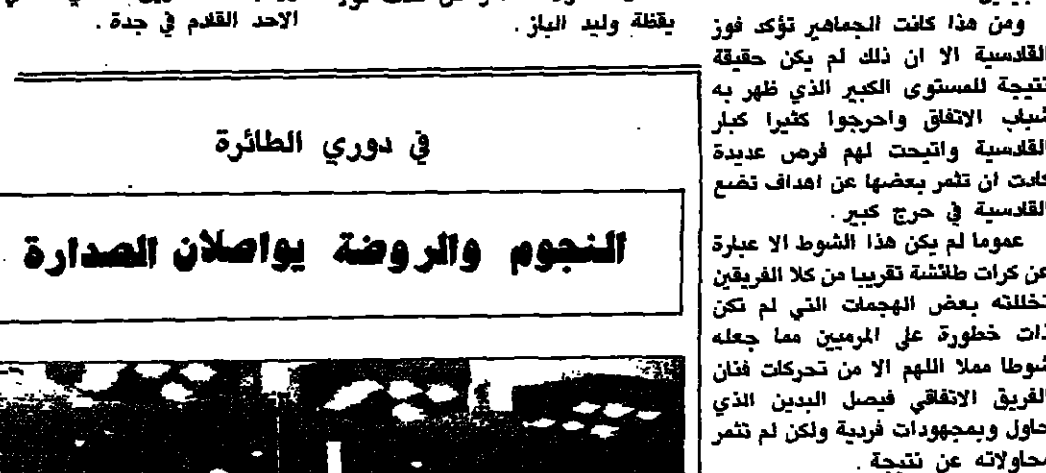 ومن هذا كانت الجماهير تؤكد فوز
القادسية الا ان ذلك لم يكن حقيقة
نتيجة للمستوى الكبير الذي ظهر به
شباب الاتفاق واحرجوا كثيرا كبار
القادسية واتيحت لهم فرص عديدة
كادت ان تثمر بعضها عن اهداف تضع
القادسية في حرج كبير .
عموما لم يكن هذا الشوط الا عبارة
عن كرات طائشة تقريبا من كلا الفريقين
تخللته بعض الهجمات التي لم تكن
ذات خطورة على المرميين مما جعله
شوطا مملا اللهم الا من تحركات فنان
الفريق الاتفاقي فيصل البدين الذي
حاول وبمجهودات فردية ولكن لم تثمر
محاولاته عن نتيجة .
يقظة وليد الباز .
الاحد القادم في جدة .
في دوري الطائرة
النجوم والروضة يواصلان الصدارة